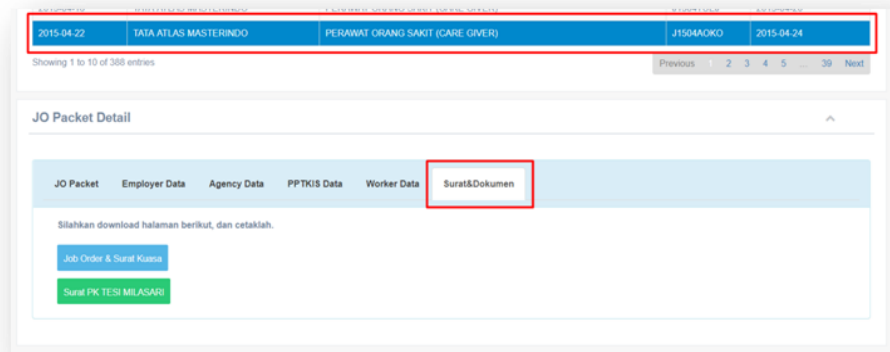 2015-04-22 TATA ATLAS MASTERINDO PERAWAT ORANG SAKIT (CARE GIVER) J1504AOKO 2015-04-24
Showing 1 to 10 of 388 entries Previous 1 2 3 4 5 ... 39 Next
JO Packet Detail
JO Packet Employer Data Agency Data PPTKIS Data Worker Data Surat&Dokumen
Silahkan download halaman berikut, dan cetaklah.
Job Order & Surat Kuasa
Surat PK TESI MILASARI